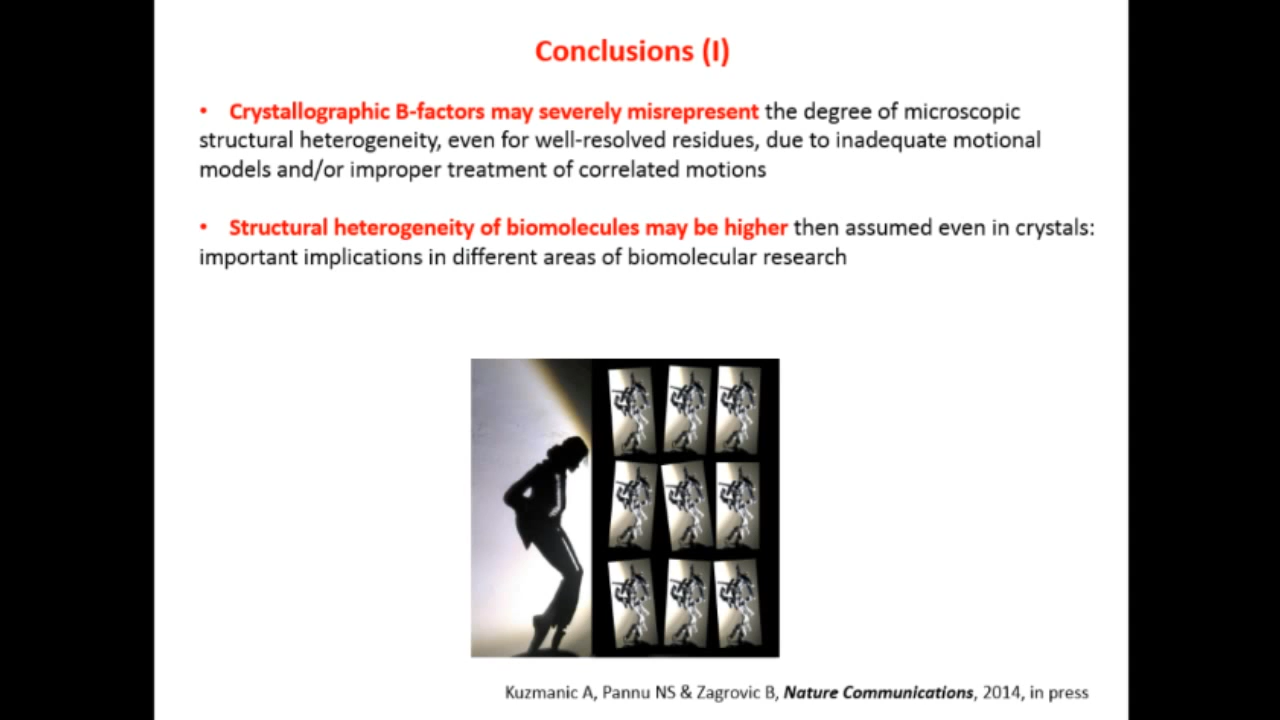 Conclusions (I)
• Crystallographic B-factors may severely misrepresent the degree of microscopic
structural heterogeneity, even for well-resolved residues, due to inadequate motional
models and/or improper treatment of correlated motions
• Structural heterogeneity of biomolecules may be higher then assumed even in crystals:
important implications in different areas of biomolecular research
Kuzmanic A, Pannu NS & Zagrovic B, Nature Communications, 2014, in press